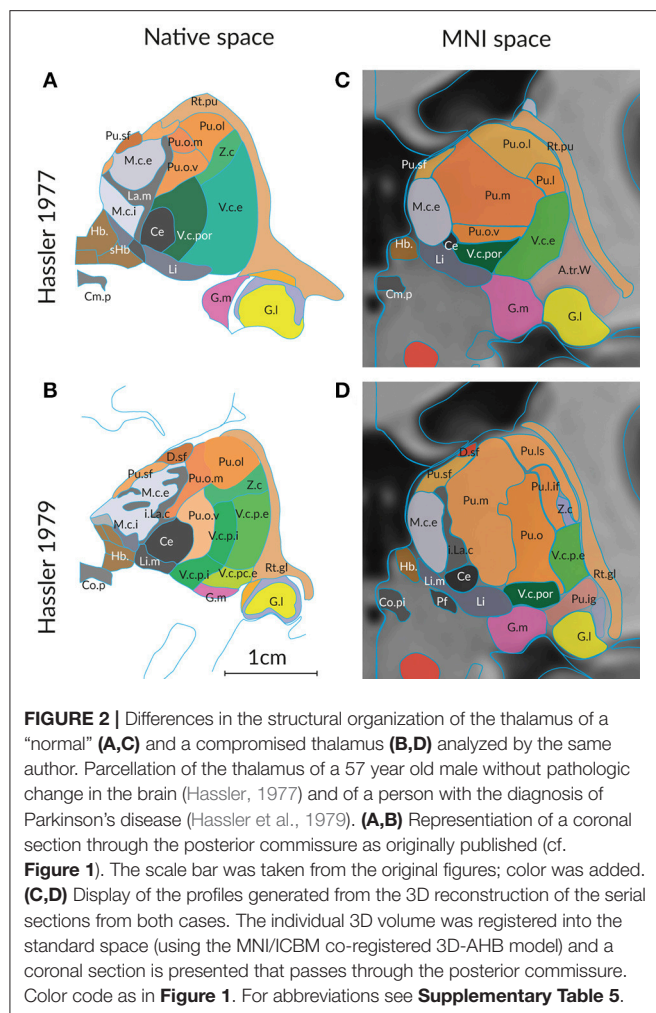 Native space
MNI space
Hassler 1977
A
Rt.pu
Pu.sf
Pu.ol
Pu.o.m
Z.c
M.c.e
Pu.o.v
La.m
V.c.e
M.c.i
Ce
V.c.por
Hb.
sHb
Li
Cm.p
G.m
G.l
C
Pu.o.l
Rt.pu
Pu.sf
Pu.l
Pu.m
M.c.e
V.c.e
Pu.o.v
Hb.
Ce
V.c.por
Li
A.tr.W
Cm.p
G.m
G.l
Hassler 1979
B
D.sf
Pu.ol
Pu.sf
Pu.o.m
Z.c
M.c.e
i.La.c
Pu.o.v
V.c.p.e
M.c.i
V.c.p.i
Ce
Hb.
Li.m
V.c.p.i
V.c.pc.e
Rt.gl
Co.p
G.m
G.l
1cm
D
D.sf
Pu.ls
Pu.sf
Pu.l.if
Pu.m
Z.c
M.c.e
Pu.o
i.La.c
V.c.p.e
Hb.
Rt.gl
Li.m
Ce
Co.pi
Pf
Li
V.c.por
Pu.ig
G.m
G.l
FIGURE 2 | Differences in the structural organization of the thalamus of a
“normal” (A,C) and a compromised thalamus (B,D) analyzed by the same
author. Parcellation of the thalamus of a 57 year old male without pathologic
change in the brain (Hassler, 1977) and of a person with the diagnosis of
Parkinson’s disease (Hassler et al., 1979). (A,B) Representiation of a coronal
section through the posterior commissure as originally published (cf.
Figure 1). The scale bar was taken from the original figures; color was added.
(C,D) Display of the profiles generated from the 3D reconstruction of the serial
sections from both cases. The individual 3D volume was registered into the
standard space (using the MNI/ICBM co-registered 3D-AHB model) and a
coronal section is presented that passes through the posterior commissure.
Color code as in Figure 1. For abbreviations see Supplementary Table 5.